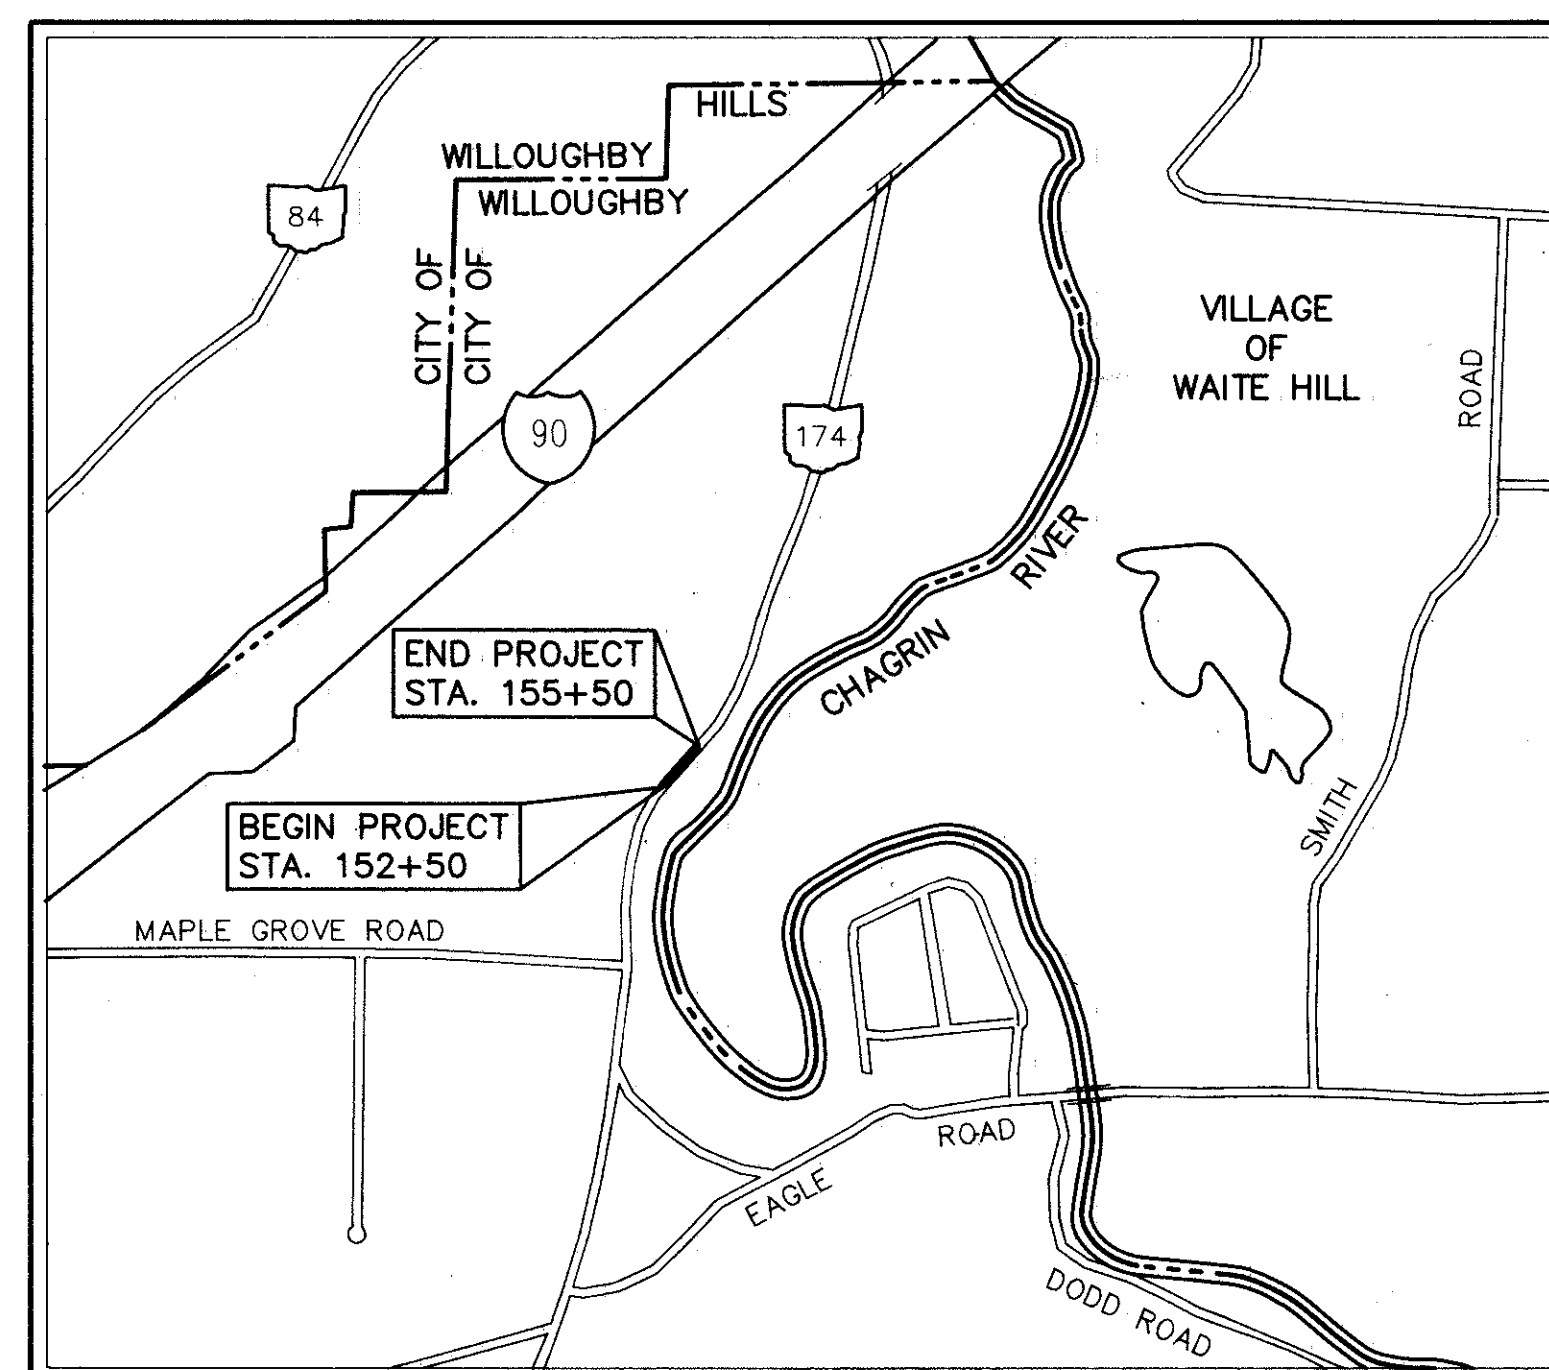 HILLS
WILLOUGHBY
WILLOUGHBY
CITY OF
CITY OF
84
90
174
VILLAGE
OF
WAITE HILL
ROAD
SMITH
CHAGRIN
RIVER
END PROJECT
STA. 155+50
BEGIN PROJECT
STA. 152+50
MAPLE GROVE ROAD
EAGLE
ROAD
DODD ROAD